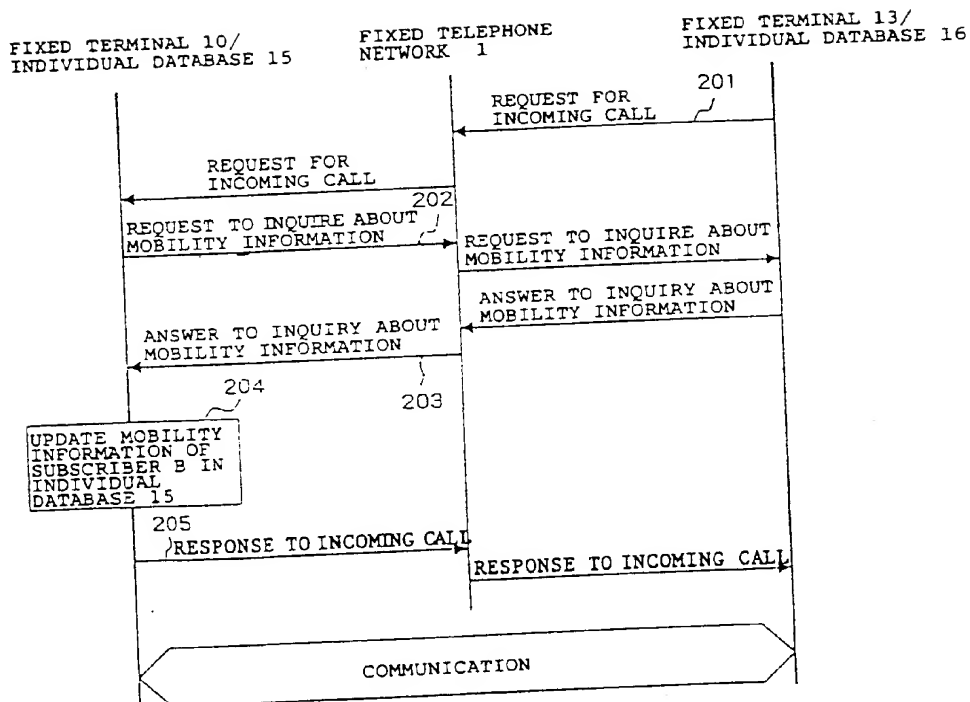 FIXED TERMINAL 10/
INDIVIDUAL DATABASE 15
FIXED TELEPHONE
NETWORK 1
FIXED TERMINAL 13/
INDIVIDUAL DATABASE 16
REQUEST FOR
INCOMING CALL
201
REQUEST FOR
INCOMING CALL
202
REQUEST TO INQUIRE ABOUT
MOBILITY INFORMATION
REQUEST TO INQUIRE ABOUT
MOBILITY INFORMATION
ANSWER TO INQUIRY ABOUT
MOBILITY INFORMATION
ANSWER TO INQUIRY ABOUT
MOBILITY INFORMATION
203
204
UPDATE MOBILITY
INFORMATION OF
SUBSCRIBER B IN
INDIVIDUAL
DATABASE 15
205
RESPONSE TO INCOMING CALL
RESPONSE TO INCOMING CALL
COMMUNICATION